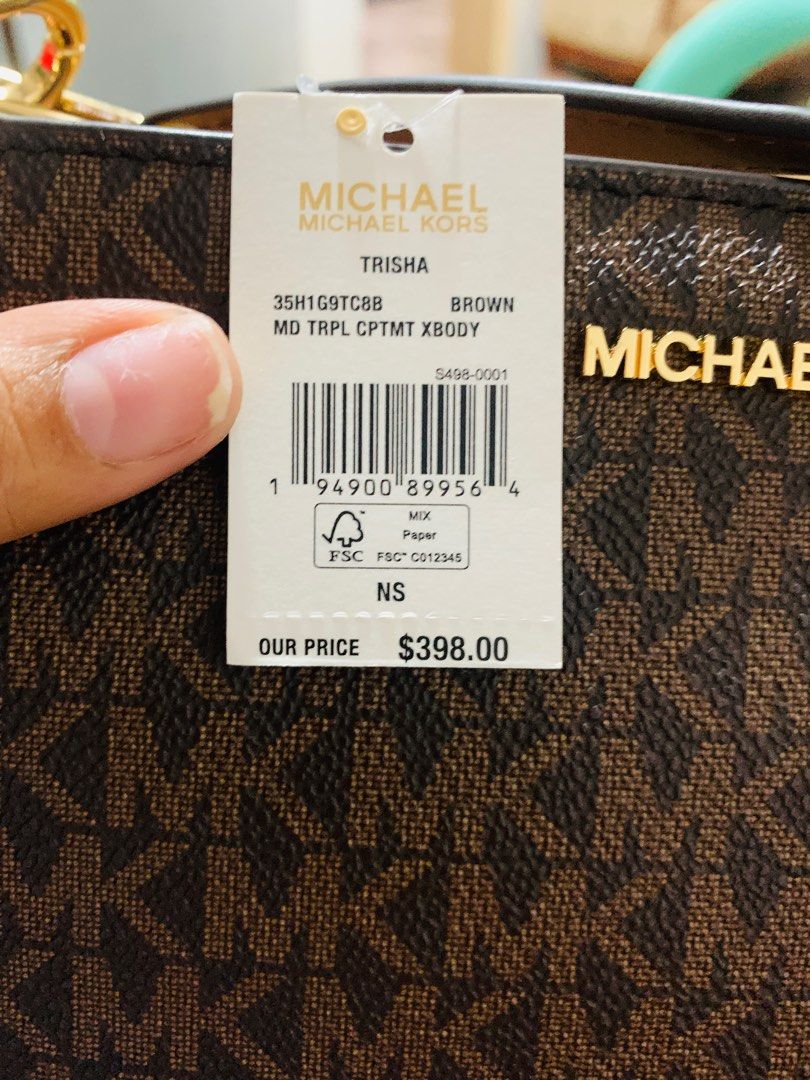 MICHAEL
MICHAEL KORS
TRISHA
35H1G9TC8B BROWN
MD TRPL CPTMT XBODY
S498-0001
1 94900 89956 4
FSC
MIX
Paper
FSC™ C012345
NS
OUR PRICE $398.00
MICHAE